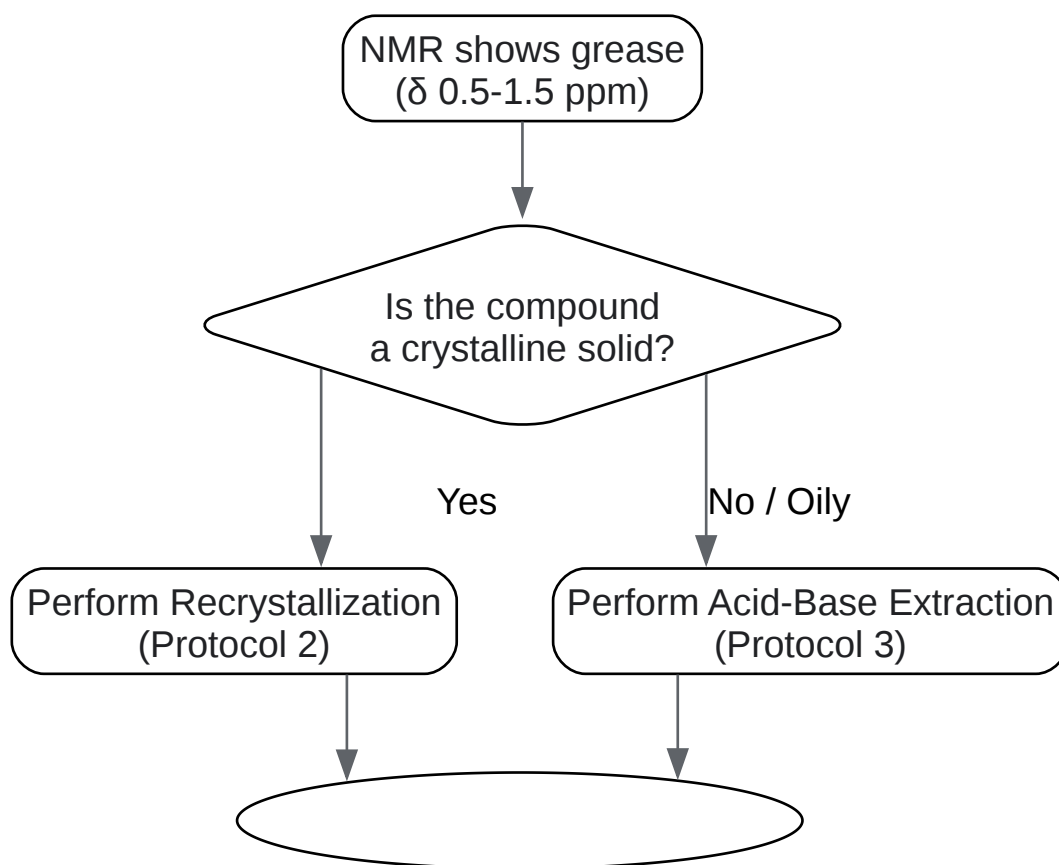 NMR shows grease
(δ 0.5-1.5 ppm)
Is the compound
a crystalline solid?
Yes
No / Oily
Perform Recrystallization
(Protocol 2)
Perform Acid-Base Extraction
(Protocol 3)